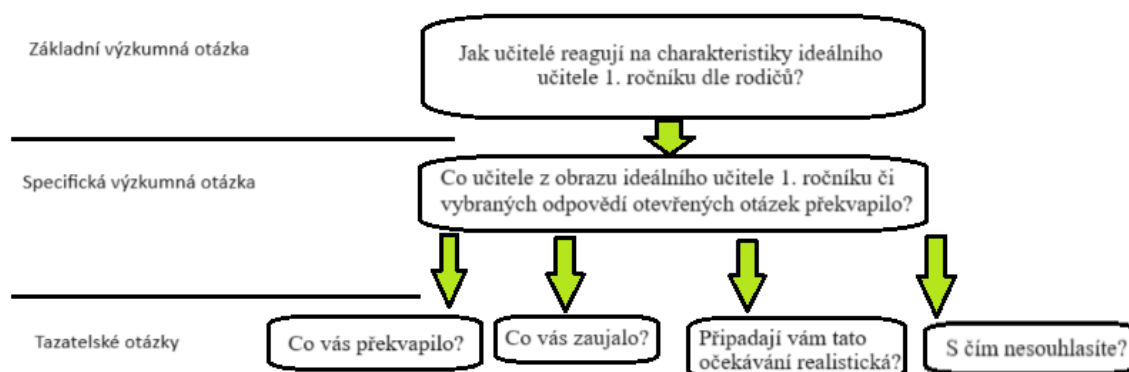 Základní výzkumná otázka
Jak učitelé reagují na charakteristiky ideálního
učitele 1. ročníku dle rodičů?
Specifická výzkumná otázka
Co učitele z obrazu ideálního učitele 1. ročníku či
vybraných odpovědí otevřených otázek překvapilo?
Tazatelské otázky
Co vás překvapilo?
Co vás zaujalo?
Připadají vám tato
očekávání realistická?
S čím nesouhlasíte?